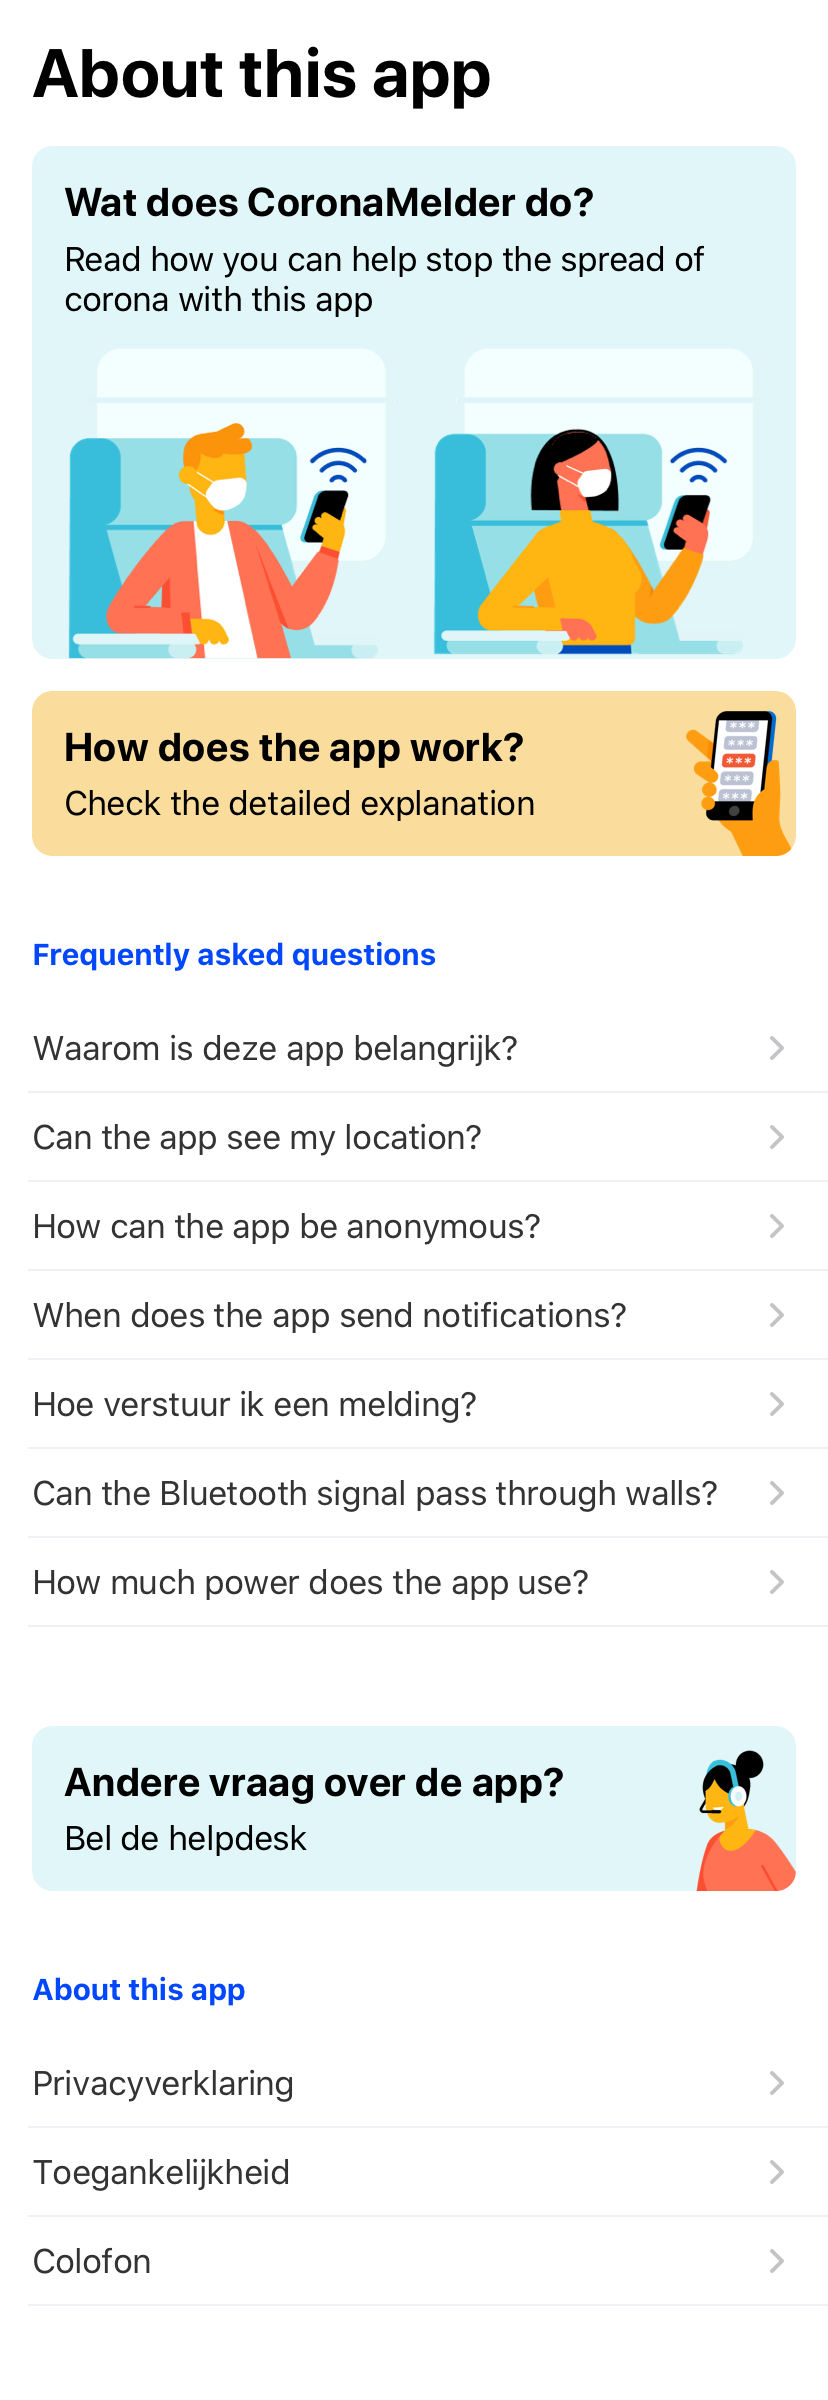 About this app
Wat does CoronaMelder do?
Read how you can help stop the spread of
corona with this app
How does the app work?
Check the detailed explanation
***
***
***
***
***
Frequently asked questions
Waarom is deze app belangrijk?
Can the app see my location?
How can the app be anonymous?
When does the app send notifications?
Hoe verstuur ik een melding?
Can the Bluetooth signal pass through walls?
How much power does the app use?
Andere vraag over de app?
Bel de helpdesk
About this app
Privacyverklaring
Toegankelijkheid
Colofon